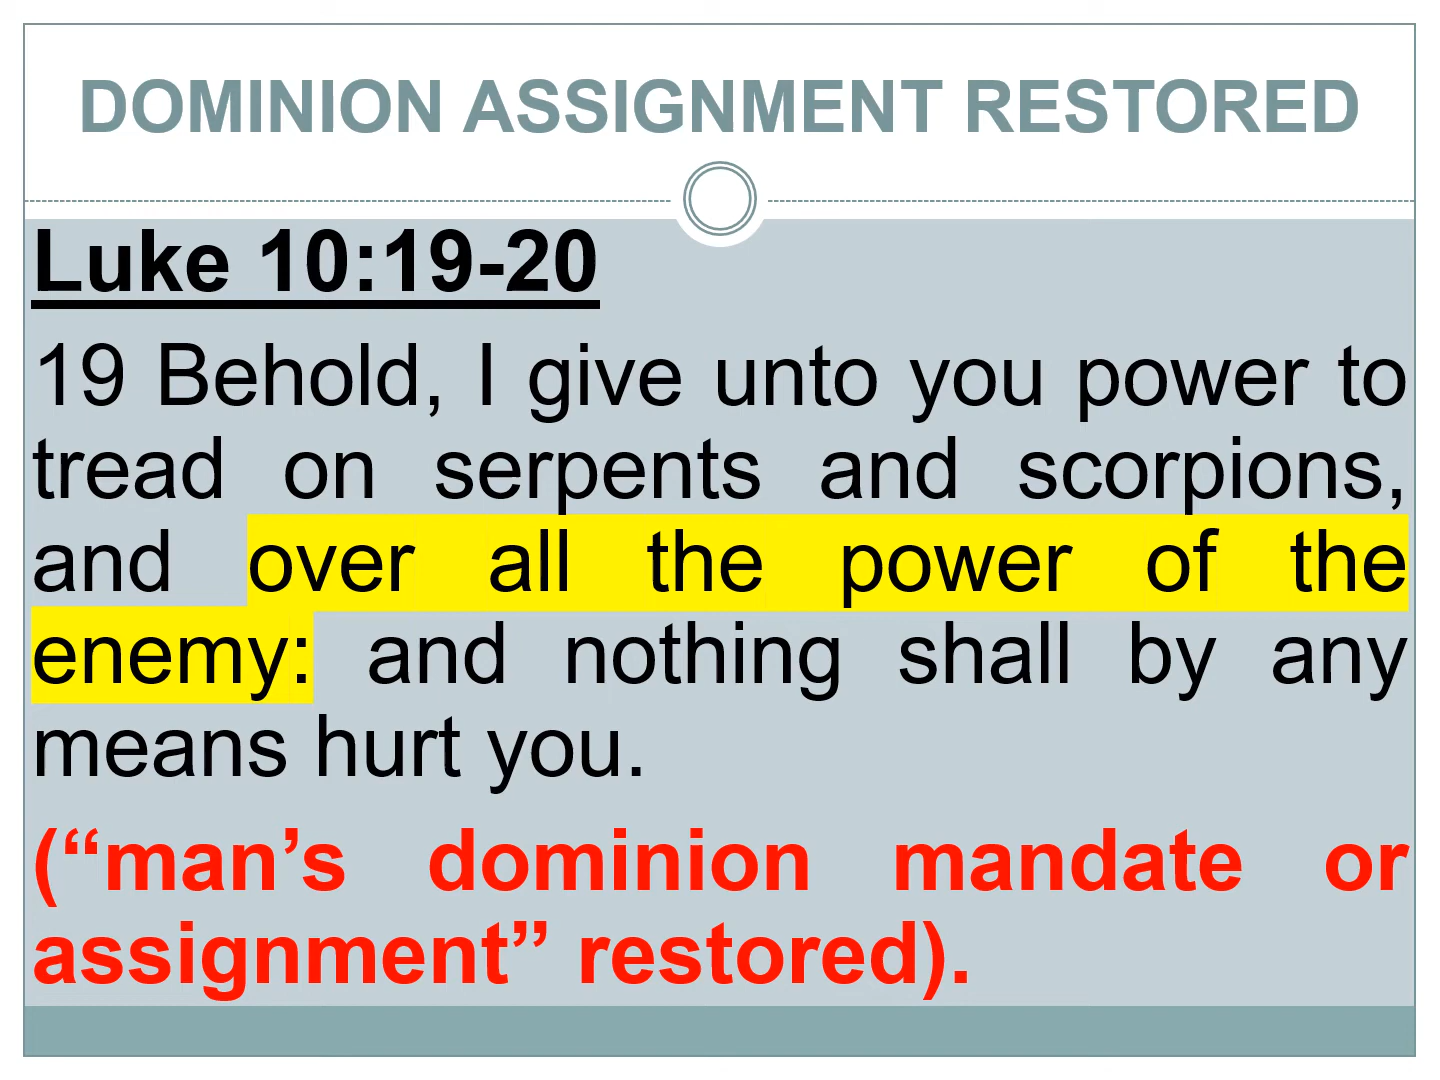 DOMINION ASSIGNMENT RESTORED
Luke 10:19-20
19 Behold, I give unto you power to
tread on serpents and scorpions,
and over all the power of the
enemy: and nothing shall by any
means hurt you.
(“man’s dominion mandate or
assignment” restored).